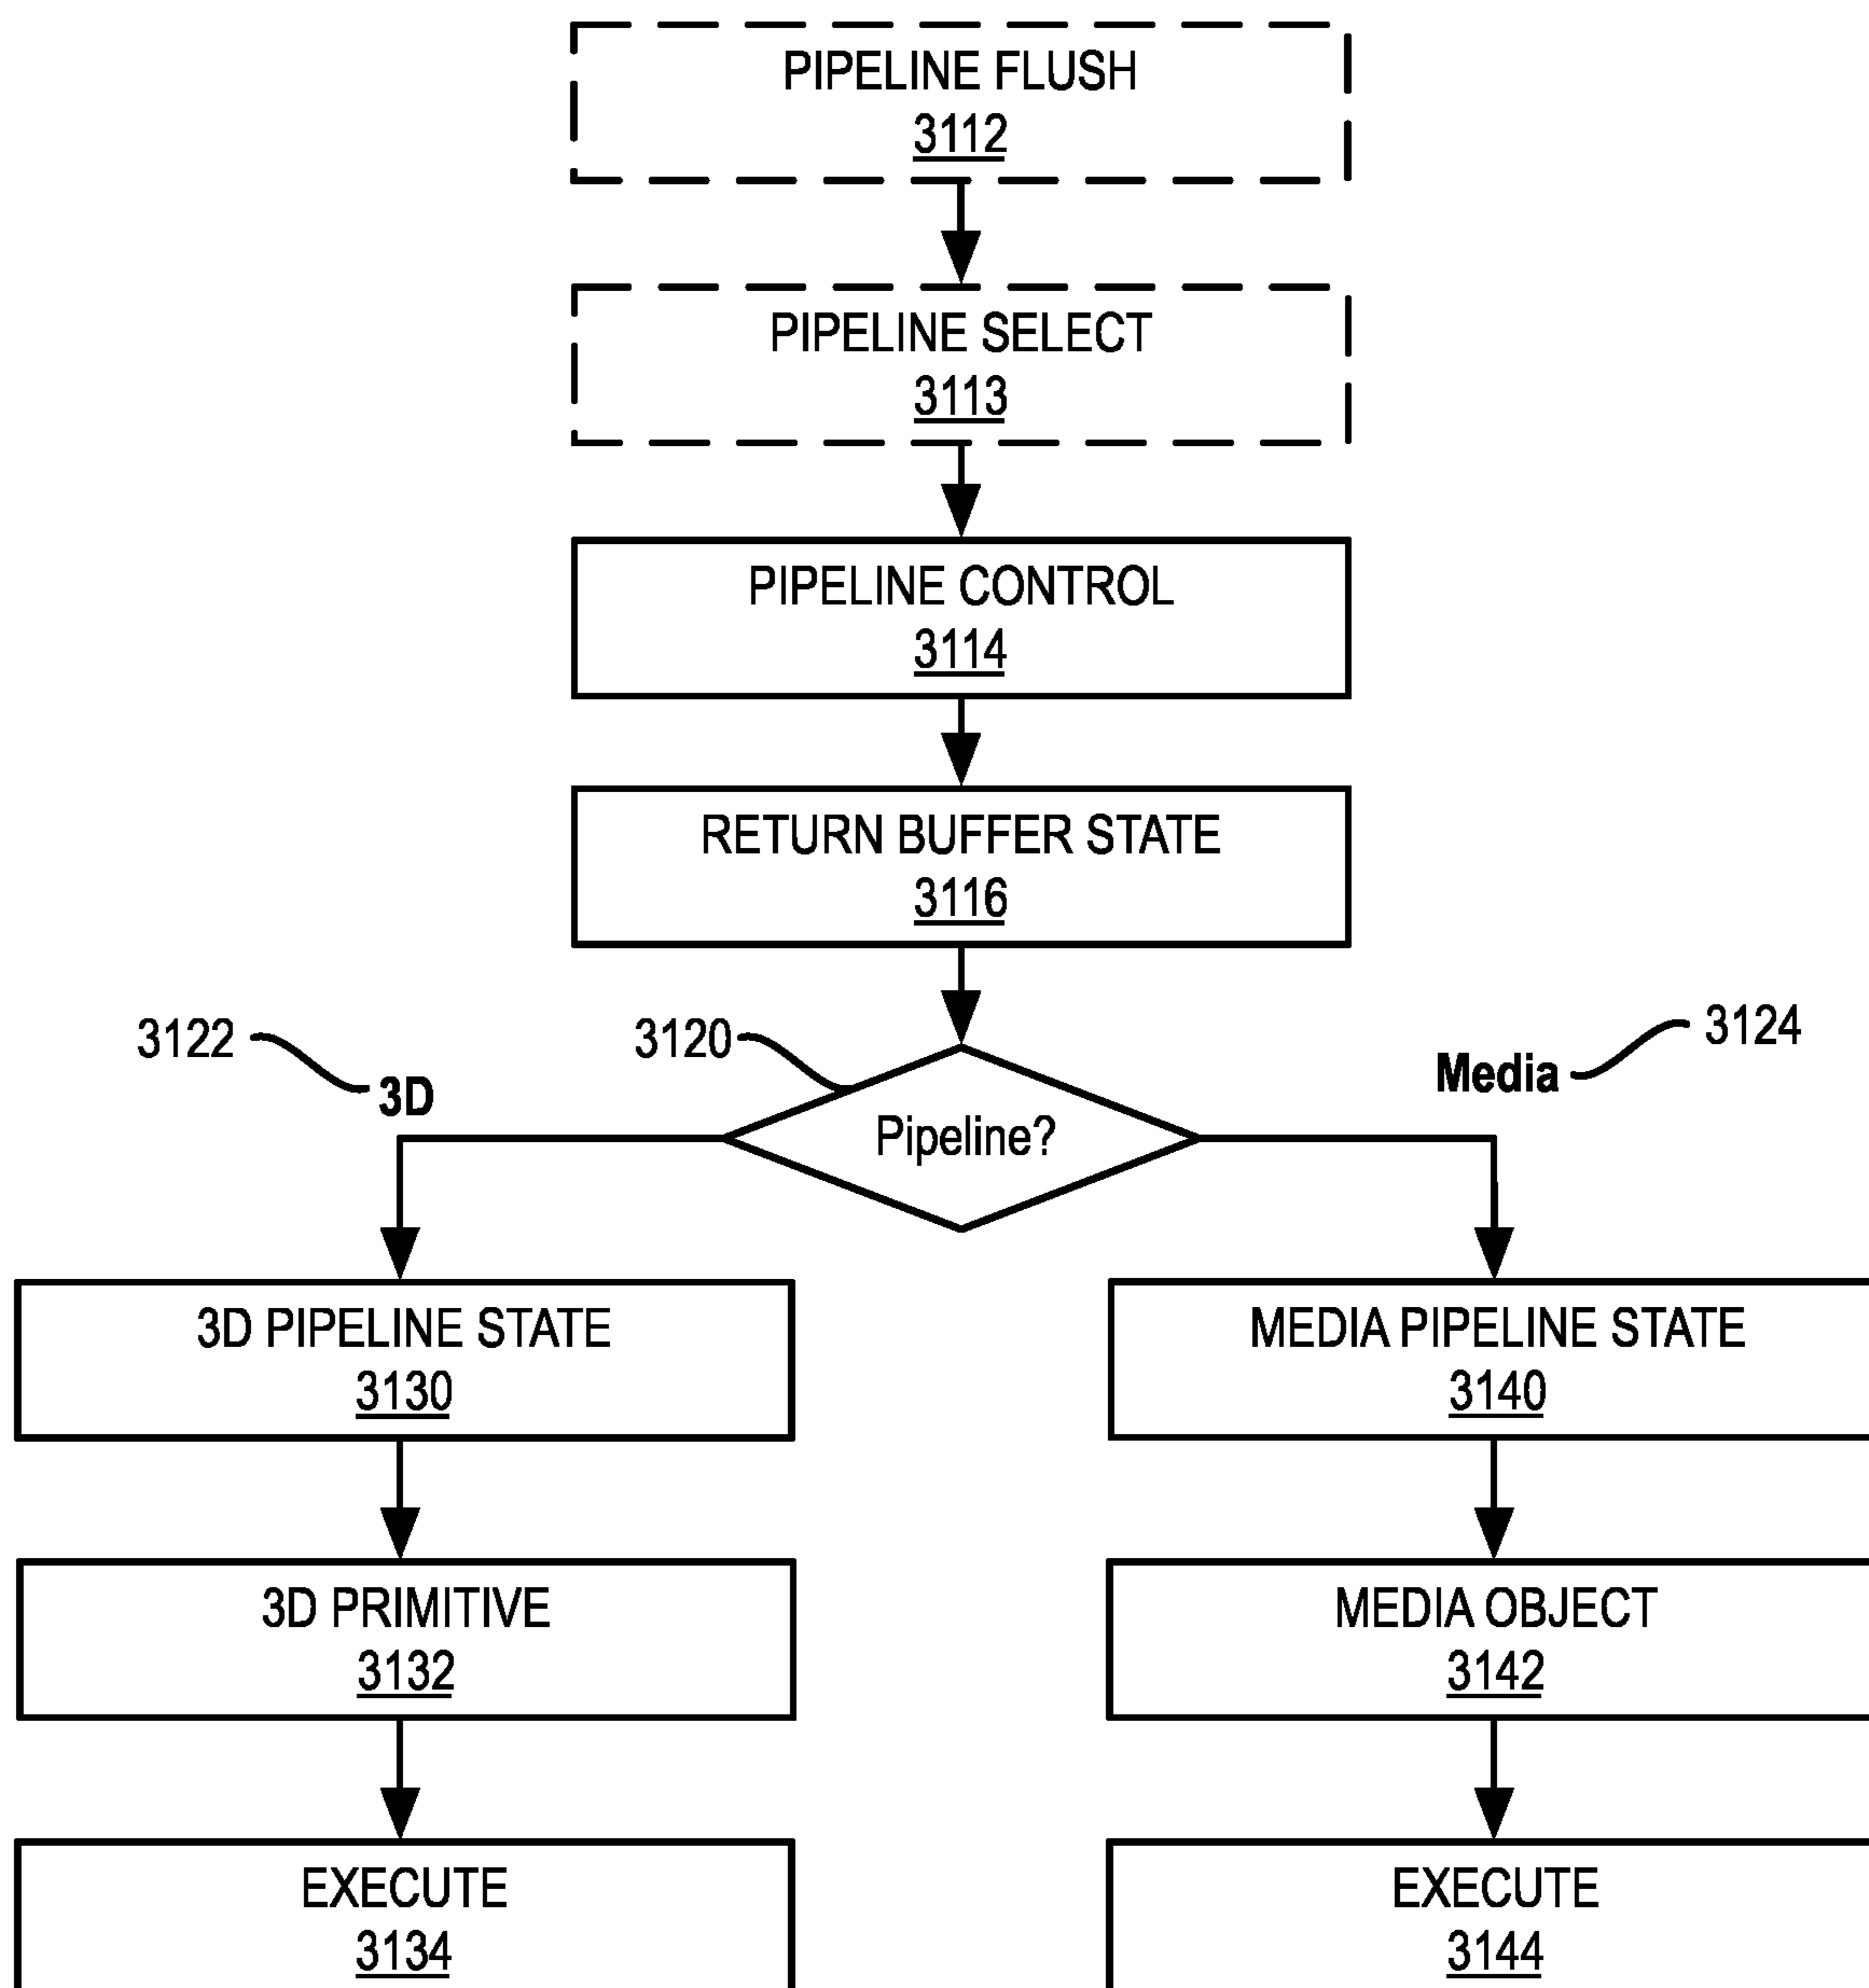 PIPELINE FLUSH
3112
PIPELINE SELECT
3113
PIPELINE CONTROL
3114
RETURN BUFFER STATE
3116
3122
3120
3124
3D
Media
Pipeline?
3D PIPELINE STATE
3130
MEDIA PIPELINE STATE
3140
3D PRIMITIVE
3132
MEDIA OBJECT
3142
EXECUTE
3134
EXECUTE
3144